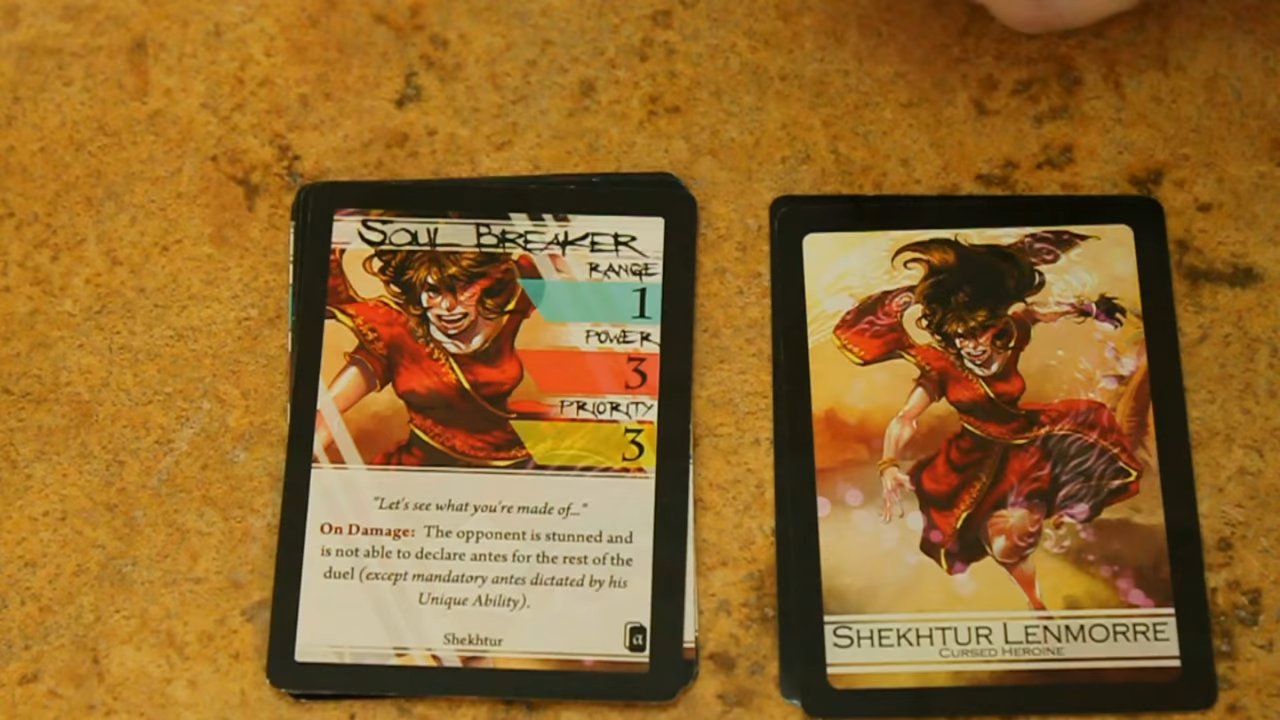 SOUL BREAKER
RANGE
1
POWER
3
PRIORITY
3
"Let's see what you're made of..."
On Damage: The opponent is stunned and
is not able to declare antes for the rest of the
duel (except mandatory antes dictated by his
Unique Ability).
Shekhtur
α
SHEKHTUR LENMORRE
CURSED HEROINE